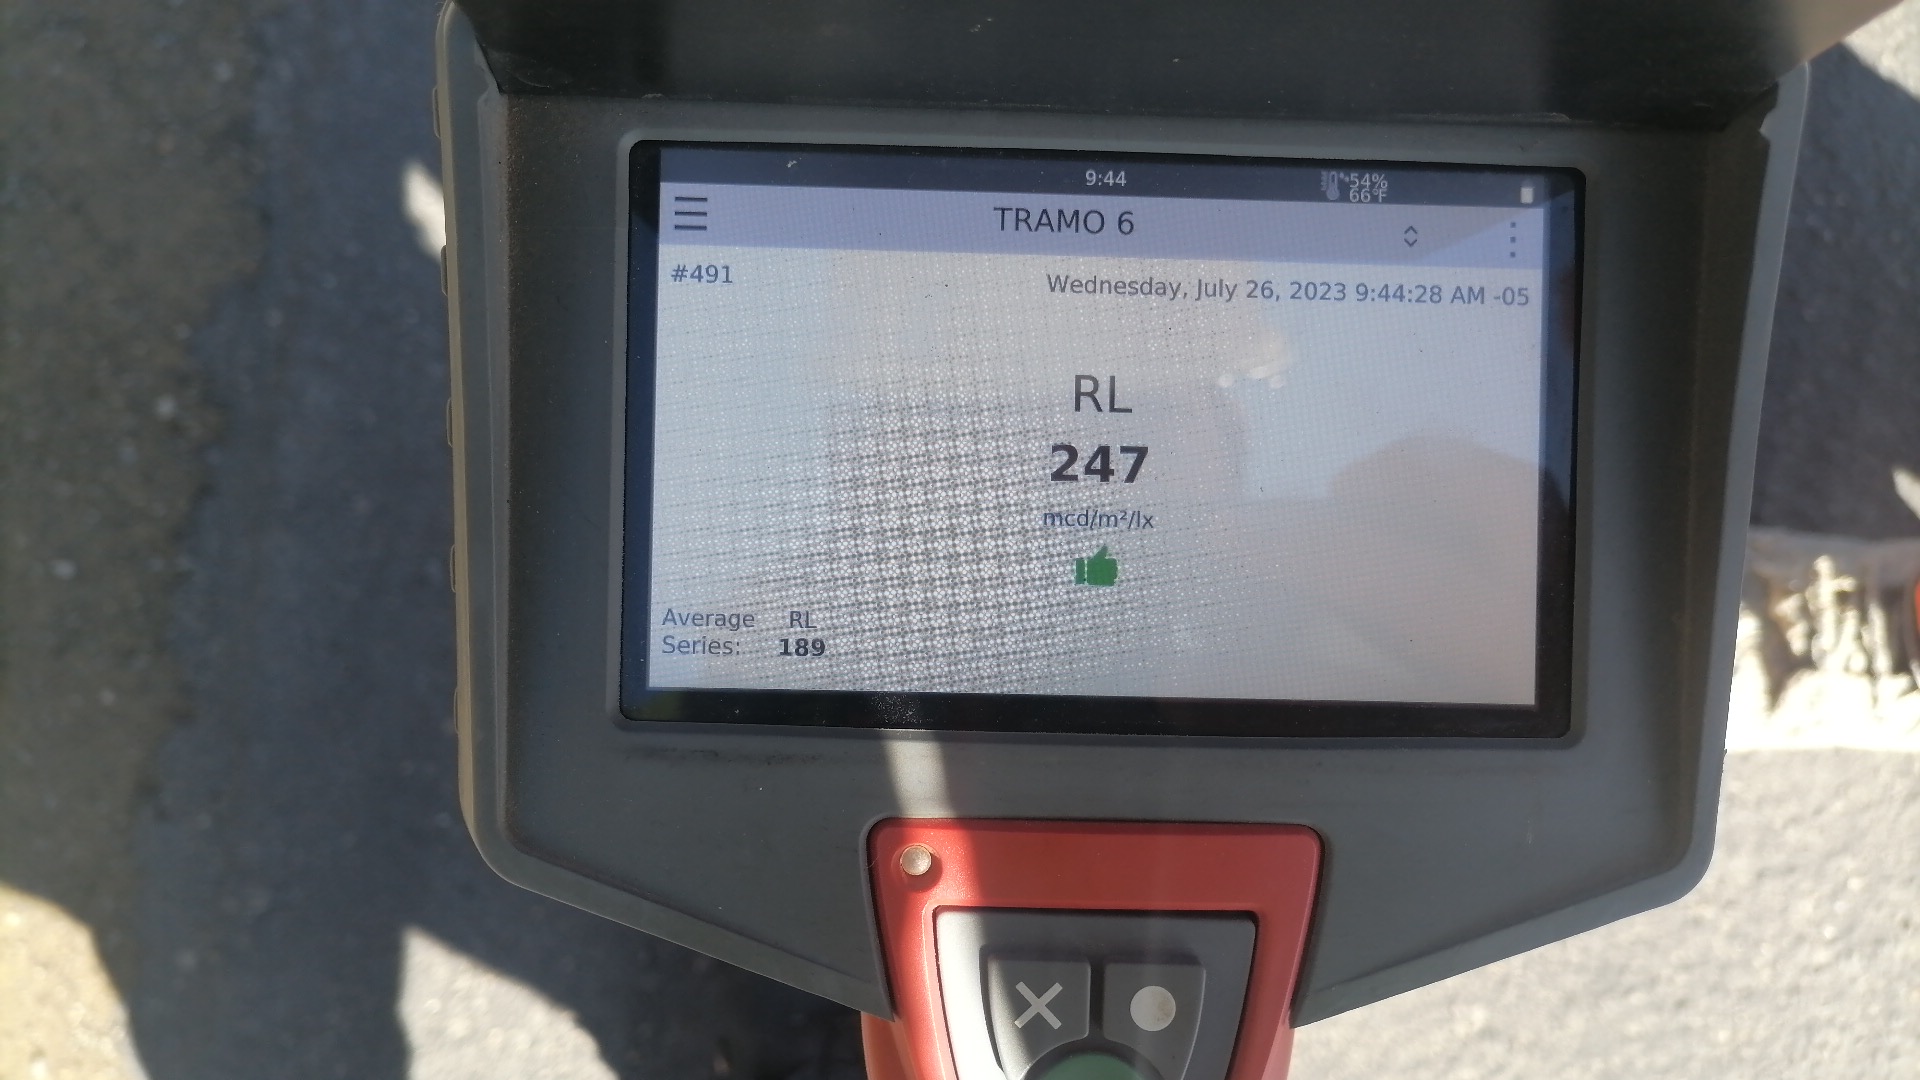 9:44
54%
66°F
TRAMO 6
#491
Wednesday, July 26, 2023 9:44:28 AM -05
RL
247
mcd/m²/lx
Average RL
Series: 189